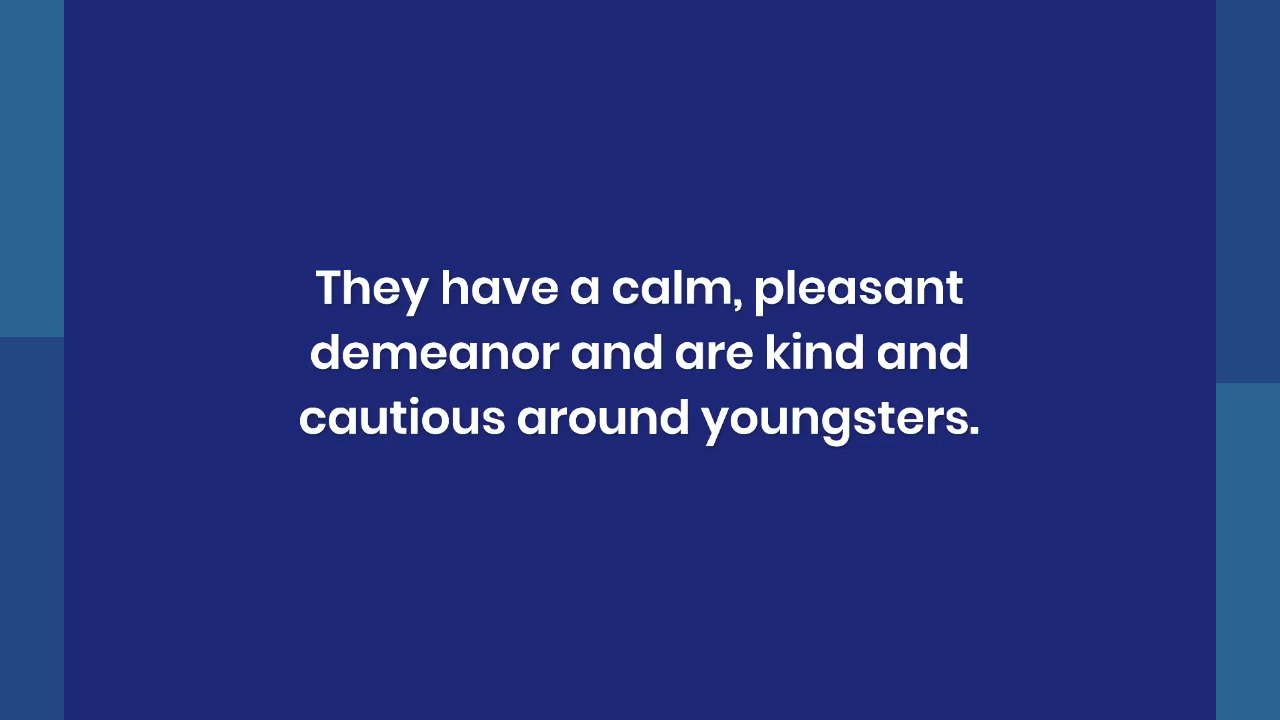 They have a calm, pleasant
demeanor and are kind and
cautious around youngsters.